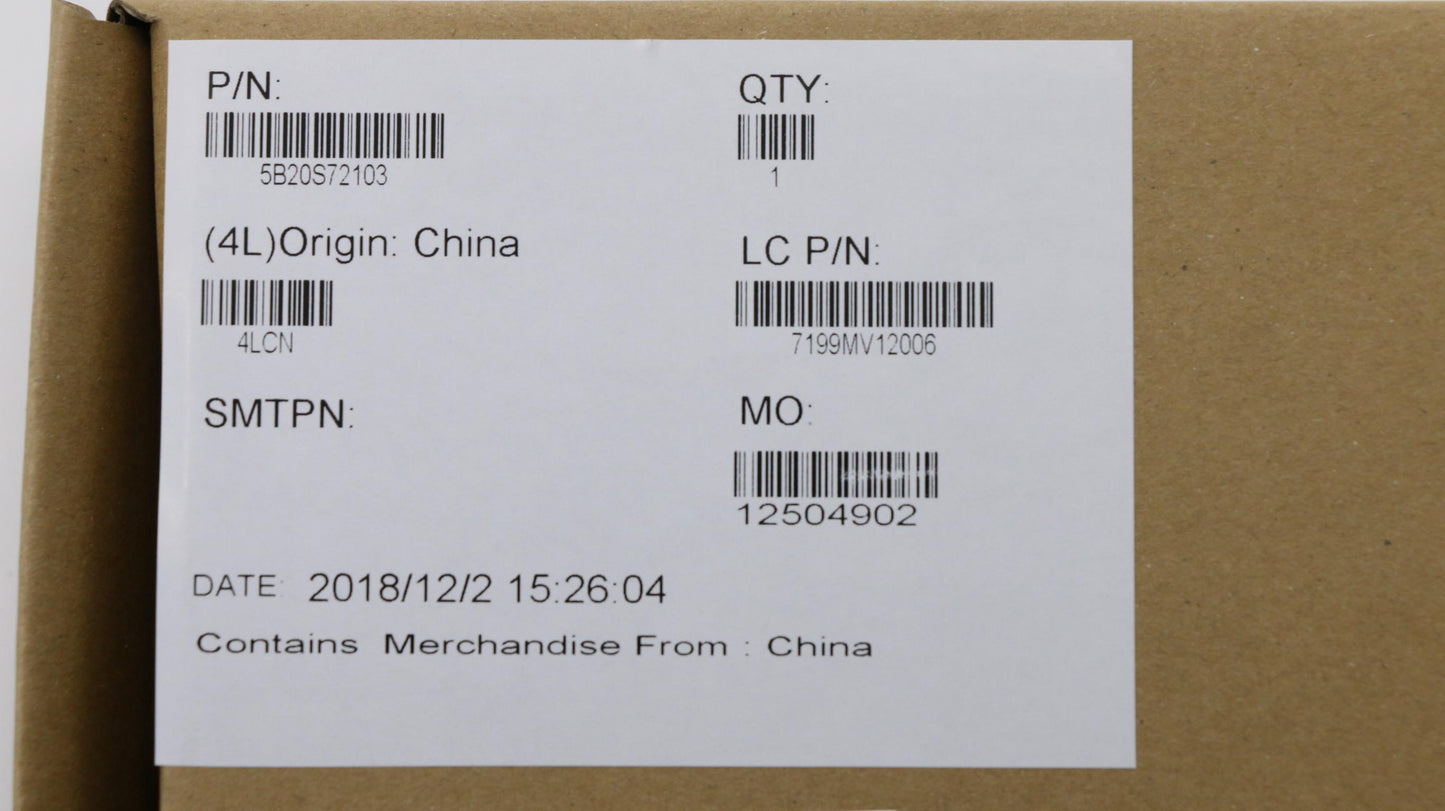 P/N:
5B20S72103
QTY:
1
(4L)Origin: China
4LCN
LC P/N:
7199MV12006
SMTPN:
MO:
12504902
DATE: 2018/12/2 15:26:04
Contains Merchandise From : China